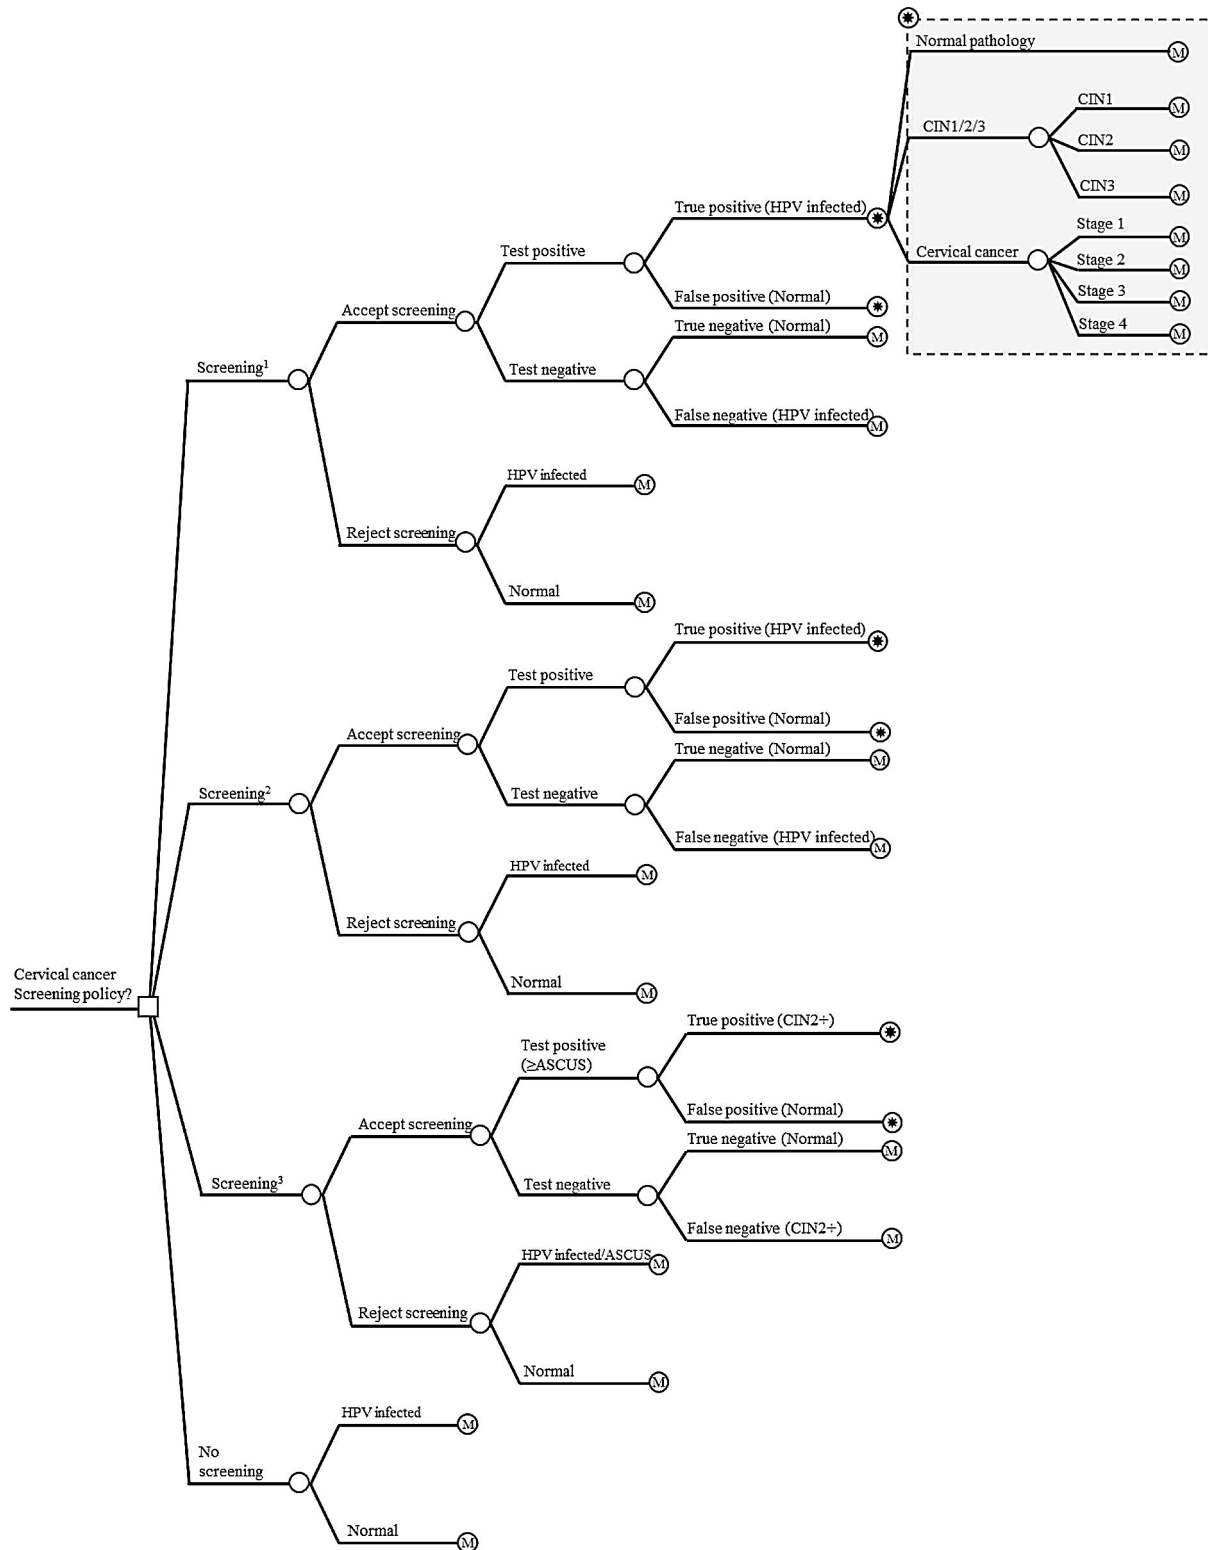 Normal pathology
M
CIN1/2/3
CIN1
M
CIN2
M
CIN3
M
Cervical cancer
Stage 1
M
Stage 2
M
Stage 3
M
Stage 4
M
Screening1
Accept screening
Test positive
True positive (HPV infected)
False positive (Normal)
Test negative
True negative (Normal)
M
False negative (HPV infected)
M
Reject screening
HPV infected
M
Normal
M
Screening2
Accept screening
Test positive
True positive (HPV infected)
False positive (Normal)
Test negative
True negative (Normal)
M
False negative (HPV infected)
M
Reject screening
HPV infected
M
Normal
M
Cervical cancer
Screening policy?
Screening3
Accept screening
Test positive
(≥ASCUS)
True positive (CIN2+)
False positive (Normal)
Test negative
True negative (Normal)
M
False negative (CIN2+)
M
Reject screening
HPV infected/ASCUS
M
Normal
M
No
screening
HPV infected
M
Normal
M